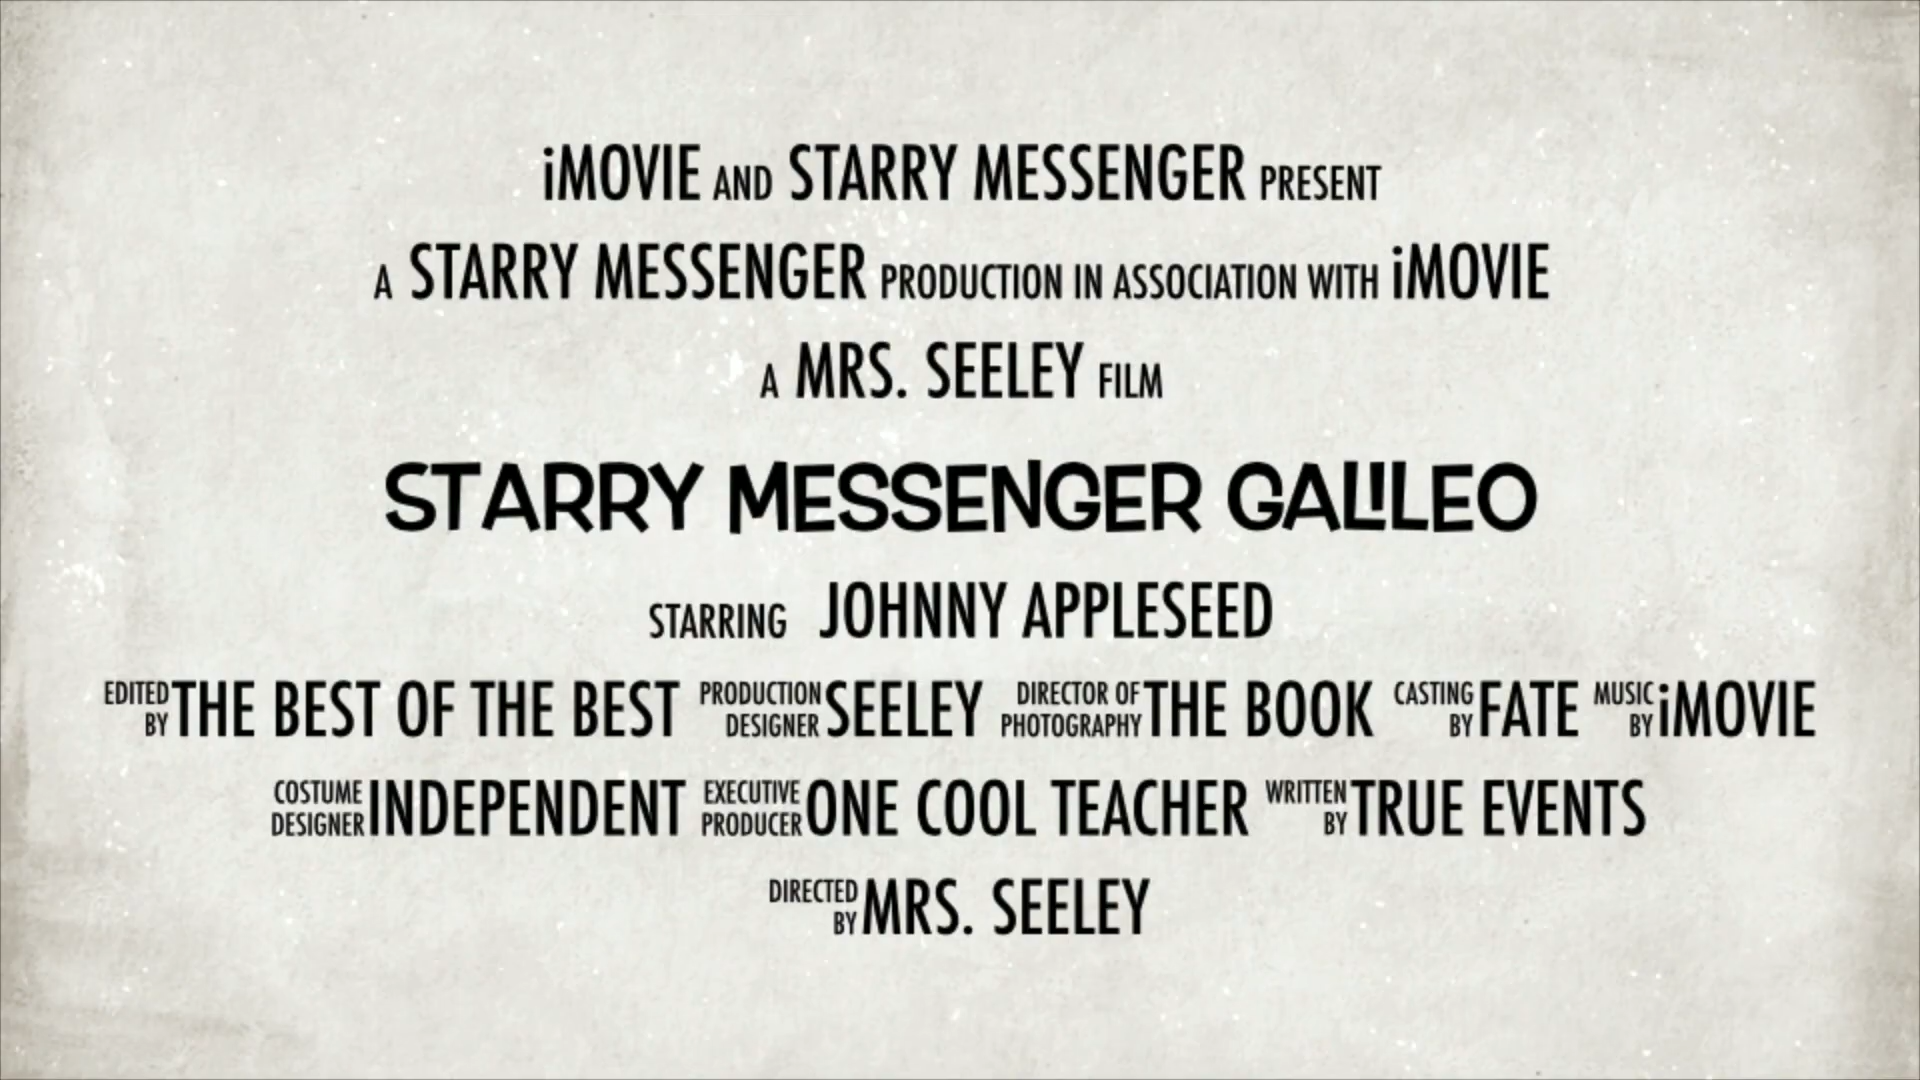 iMOVIE AND STARRY MESSENGER PRESENT
A STARRY MESSENGER PRODUCTION IN ASSOCIATION WITH iMOVIE
A MRS. SEELEY FILM
STARRY MESSENGER GALILEO
STARRING JOHNNY APPLESEED
EDITED BY THE BEST OF THE BEST PRODUCTION DESIGNER SEELEY DIRECTOR OF PHOTOGRAPHY THE BOOK CASTING BY FATE MUSIC BY iMOVIE
COSTUME DESIGNER INDEPENDENT EXECUTIVE PRODUCER ONE COOL TEACHER WRITTEN BY TRUE EVENTS
DIRECTED BY MRS. SEELEY